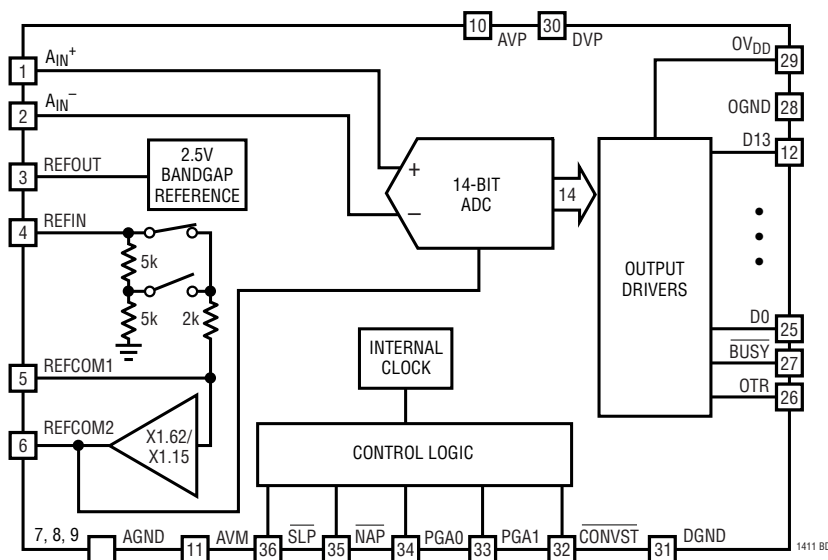 10 AVP 30 DVP
1 AIN+
2 AIN−
3 REFOUT
2.5V
BANDGAP
REFERENCE
4 REFIN
5k
5k
2k
5 REFCOM1
6 REFCOM2
X1.62/
X1.15
+
−
14-BIT
ADC
14
INTERNAL
CLOCK
CONTROL LOGIC
OUTPUT
DRIVERS
OVDD 29
OGND 28
D13 12
D0 25
BUSY 27
OTR 26
7, 8, 9 AGND 11 AVM 36 SLP 35 NAP 34 PGA0 33 PGA1 32 CONVST 31 DGND
1411 BD